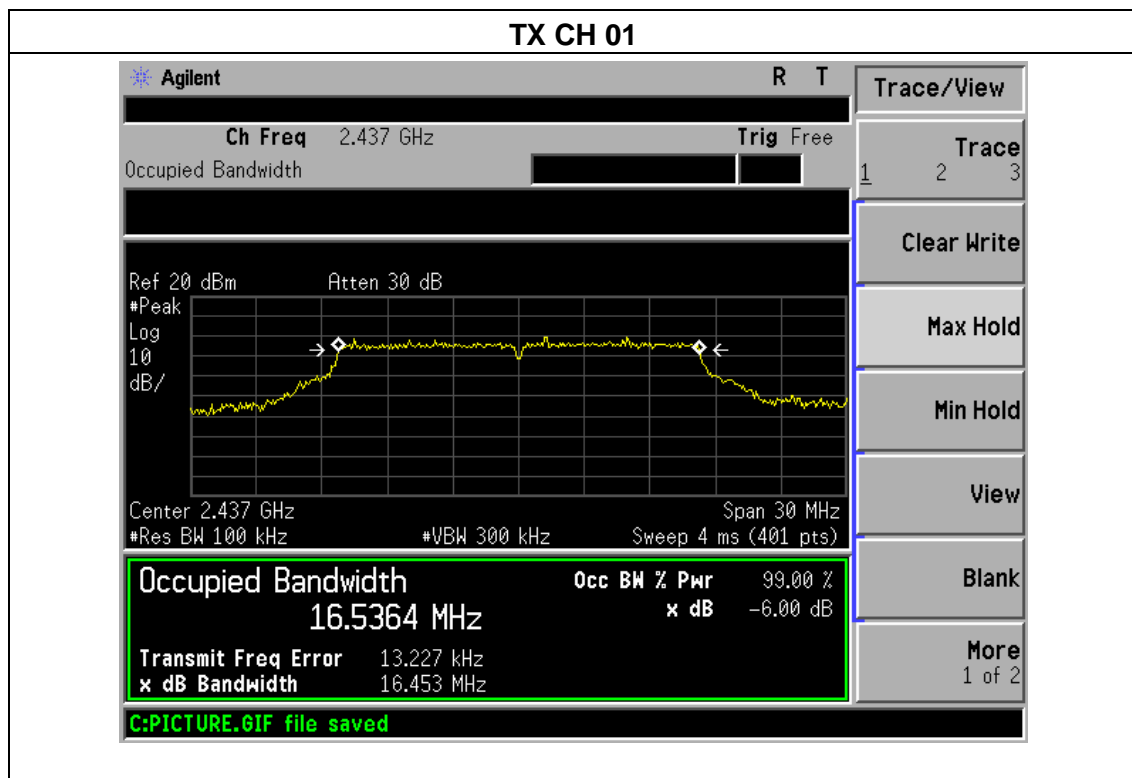 TX CH 01
Agilent R T
Trace/View
Ch Freq 2.437 GHz Trig Free
Occupied Bandwidth
Trace
1 2 3
Clear Write
Max Hold
Min Hold
View
Blank
More
1 of 2
Ref 20 dBm Atten 30 dB
#Peak
Log
10
dB/
Center 2.437 GHz Span 30 MHz
#Res BW 100 kHz #VBW 300 kHz Sweep 4 ms (401 pts)
Occupied Bandwidth Occ BW % Pwr 99.00 %
16.5364 MHz x dB -6.00 dB
Transmit Freq Error 13.227 kHz
x dB Bandwidth 16.453 MHz
C:PICTURE.GIF file saved